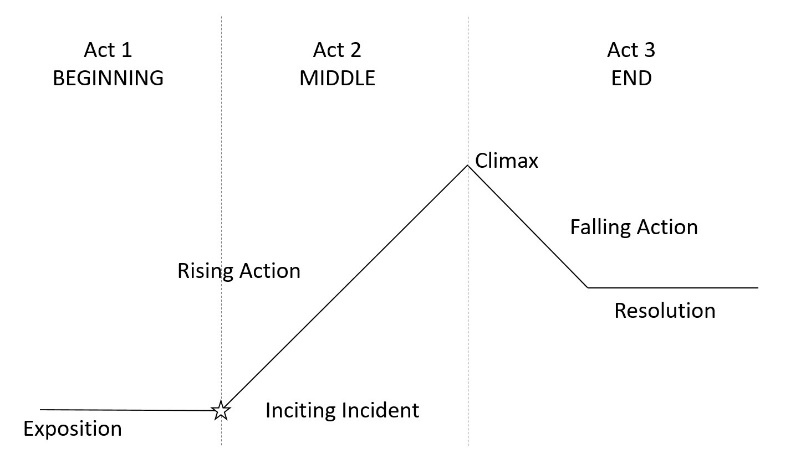 Act 1
BEGINNING
Act 2
MIDDLE
Act 3
END
Climax
Falling Action
Rising Action
Resolution
Inciting Incident
Exposition